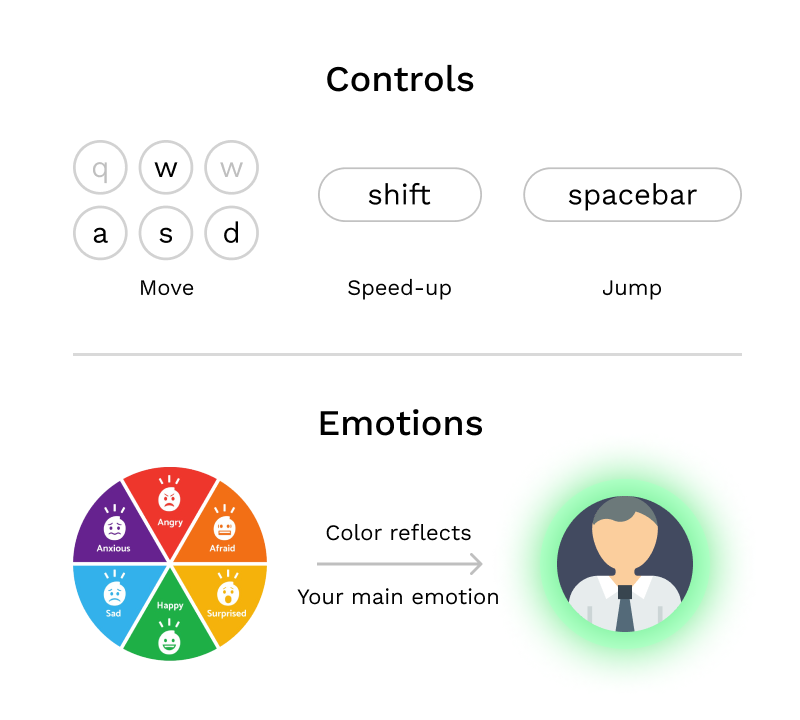 Controls
q w w
shift
spacebar
a s d
Move
Speed-up
Jump
Emotions
Angry
Anxious
Afraid
Color reflects
Sad
Happy
Surprised
Your main emotion